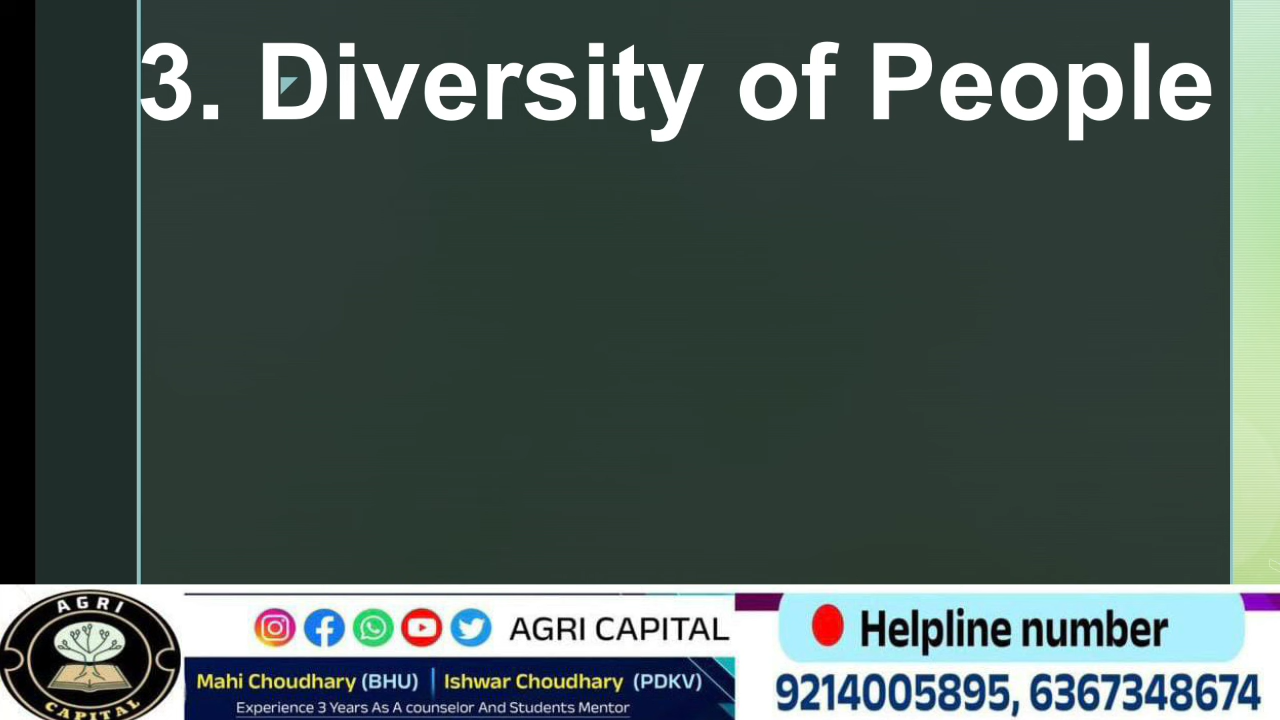 3. Diversity of People
AGRI
CAPITAL
AGRI CAPITAL
Mahi Choudhary (BHU) | Ishwar Choudhary (PDKV)
Experience 3 Years As A counselor And Students Mentor
Helpline number
9214005895, 6367348674